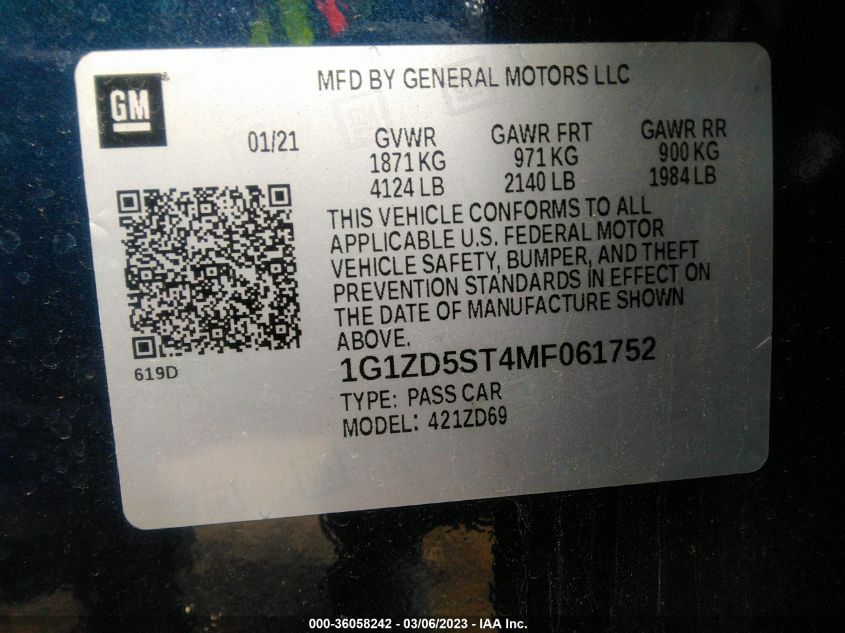 MFD BY GENERAL MOTORS LLC
GM
01/21
GVWR GAWR FRT GAWR RR
1871 KG 971 KG 900 KG
4124 LB 2140 LB 1984 LB
THIS VEHICLE CONFORMS TO ALL
APPLICABLE U.S. FEDERAL MOTOR
VEHICLE SAFETY, BUMPER, AND THEFT
PREVENTION STANDARDS IN EFFECT ON
THE DATE OF MANUFACTURE SHOWN
ABOVE.
619D
1G1ZD5ST4MF061752
TYPE: PASS CAR
MODEL: 421ZD69
000-36058242 - 03/06/2023 - IAA Inc.